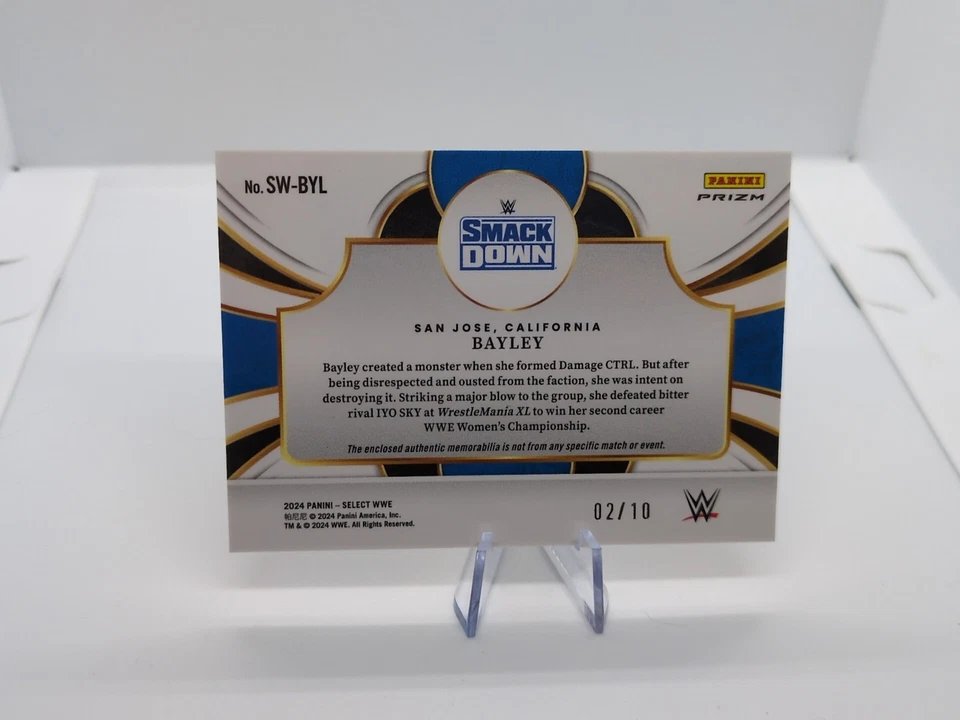 No. SW-BYL
PANINI
PRIZM
W
SMACK
DOWN
SAN JOSE, CALIFORNIA
BAYLEY
Bayley created a monster when she formed Damage CTRL. But after
being disrespected and ousted from the faction, she was intent on
destroying it. Striking a major blow to the group, she defeated bitter
rival IYO SKY at WrestleMania XL to win her second career
WWE Women's Championship.
The enclosed authentic memorabilia is not from any specific match or event.
2024 PANINI – SELECT WWE
帕尼尼 © 2024 Panini America, Inc.
TM & © 2024 WWE. All Rights Reserved.
02/10
W